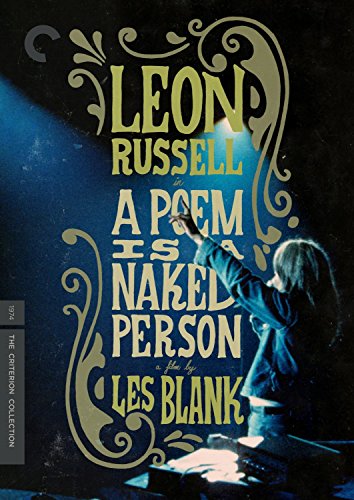 LEON
RUSSELL
in
A POEM
IS A
NAKED
PERSON
a film by
LES BLANK
1974
THE CRITERION COLLECTION